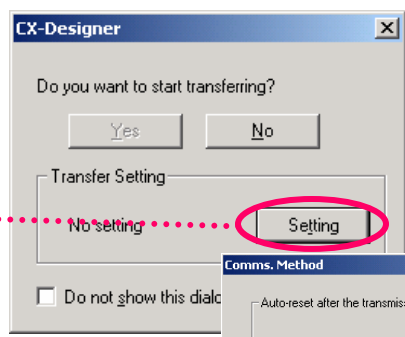 CX-Designer
Do you want to start transferring?
Yes No
Transfer Setting
No setting Setting
Do not show this dialo
Comms. Method
Auto-reset after the transmis